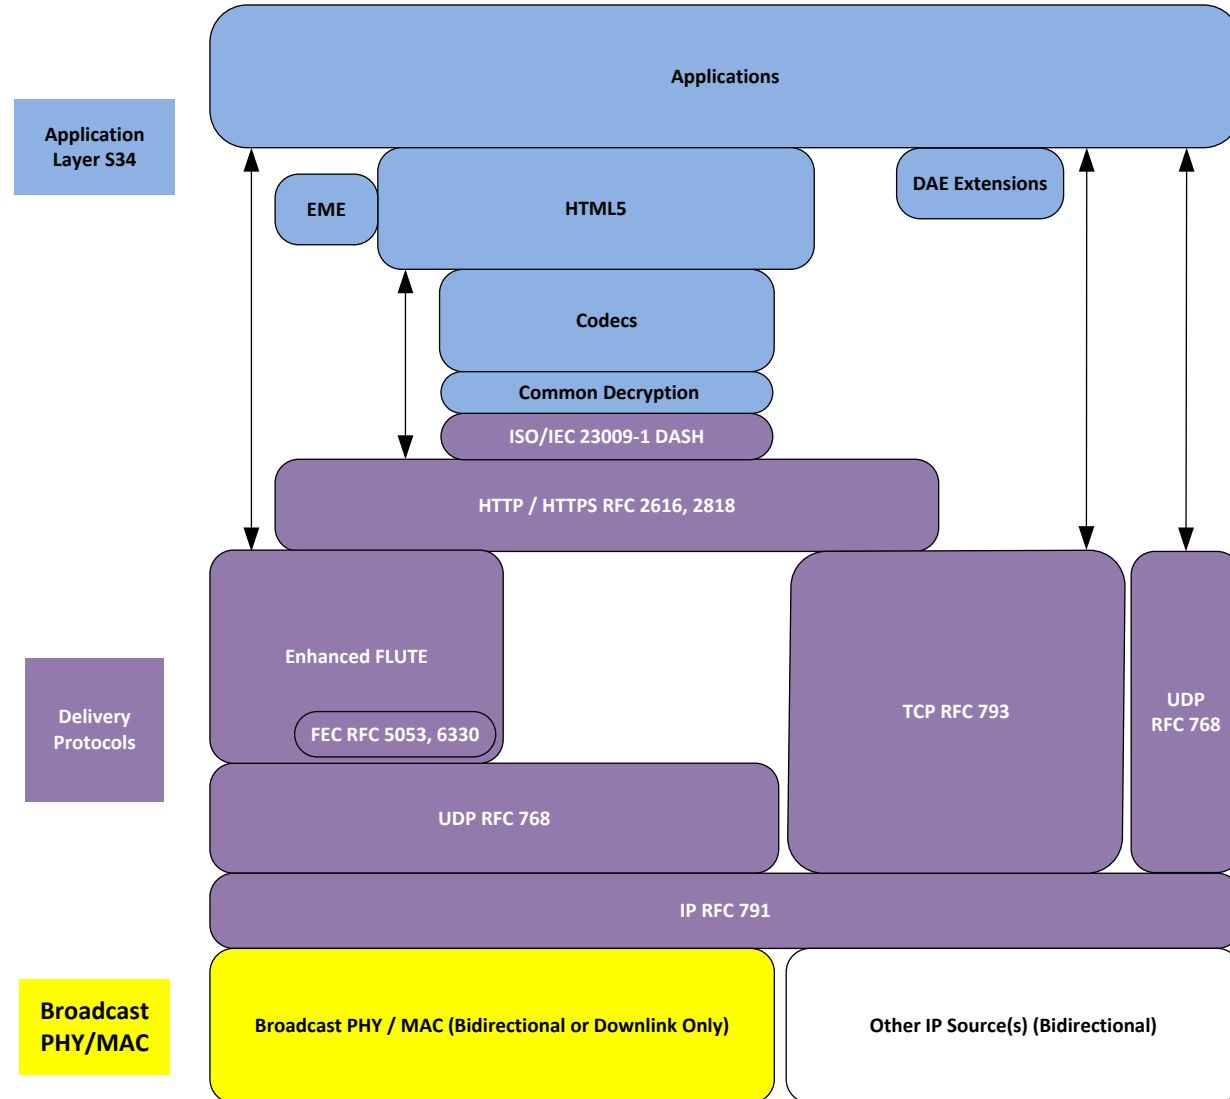 Applications
Application
Layer S34
EME
HTML5
DAE Extensions
Codecs
Common Decryption
ISO/IEC 23009-1 DASH
HTTP / HTTPS RFC 2616, 2818
Enhanced FLUTE
FEC RFC 5053, 6330
TCP RFC 793
UDP
RFC 768
Delivery
Protocols
UDP RFC 768
IP RFC 791
Broadcast
PHY/MAC
Broadcast PHY / MAC (Bidirectional or Downlink Only)
Other IP Source(s) (Bidirectional)